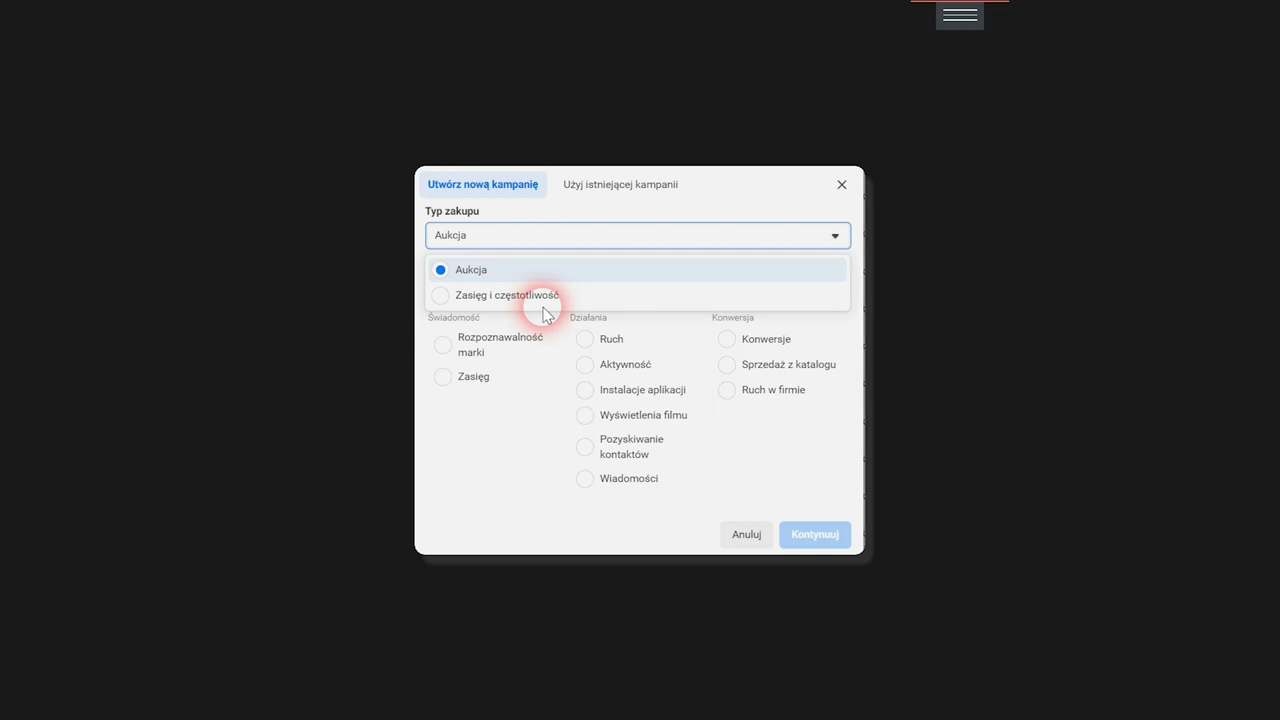 Utwórz nową kampanię
Użyj istniejącej kampanii
Typ zakupu
Aukcja
Aukcja
Zasięg i częstotliwość
Świadomość
Działania
Konwersja
Rozpoznawalność
marki
Zasięg
Ruch
Aktywność
Instalacje aplikacji
Wyświetlenia filmu
Pozyskiwanie
kontaktów
Wiadomości
Konwersje
Sprzedaż z katalogu
Ruch w firmie
Anuluj
Kontynuuj